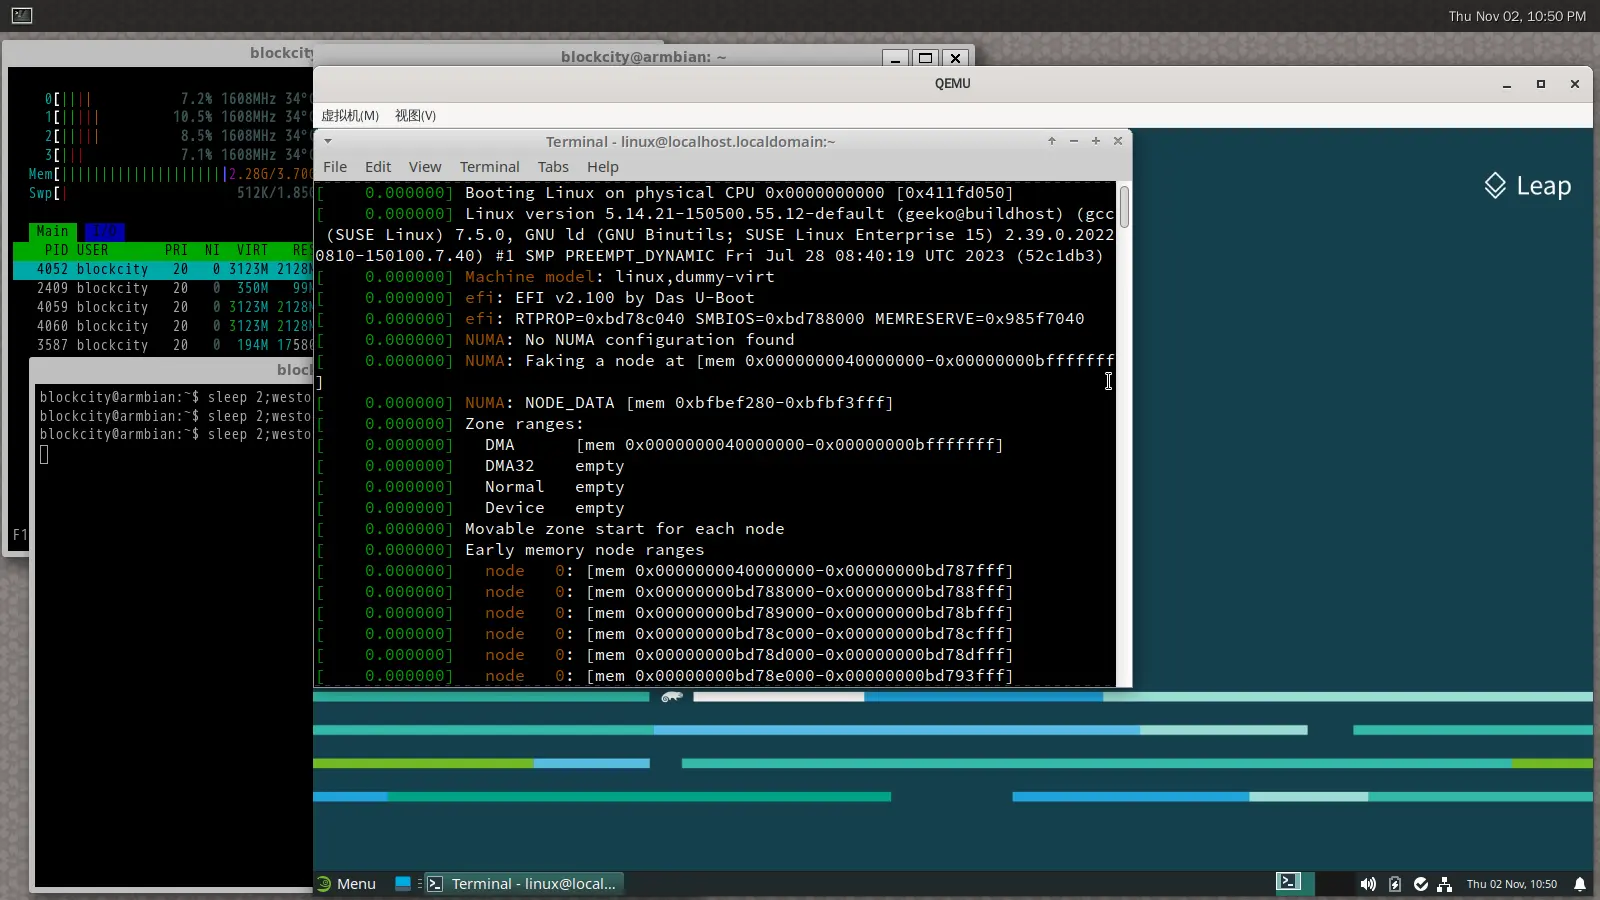 Thu Nov 02, 10:50 PM
blockcity
blockcity@armbian: ~
0[||||| 7.2% 1608MHz 34°
1[||||| 10.5% 1608MHz 34°
2[||||| 8.5% 1608MHz 34°
3[||| 7.1% 1608MHz 34°
Mem[||||||||||||||||||||||2.28G/3.70
Swp[| 512K/1.85
Main I/O
PID USER PRI NI VIRT RES
4052 blockcity 20 0 3123M 2128
2409 blockcity 20 0 350M 99
4059 blockcity 20 0 3123M 2128
4060 blockcity 20 0 3123M 2128
3587 blockcity 20 0 194M 1758
F1
block
blockcity@armbian:~$ sleep 2;westo
blockcity@armbian:~$ sleep 2;westo
blockcity@armbian:~$ sleep 2;westo
QEMU
虚拟机(M) 视图(V)
Terminal - linux@localhost.localdomain:~
File Edit View Terminal Tabs Help
[    0.000000] Booting Linux on physical CPU 0x0000000000 [0x411fd050]
[    0.000000] Linux version 5.14.21-150500.55.12-default (geeko@buildhost) (gcc
(SUSE Linux) 7.5.0, GNU ld (GNU Binutils; SUSE Linux Enterprise 15) 2.39.0.2022
0810-150100.7.40) #1 SMP PREEMPT_DYNAMIC Fri Jul 28 08:40:19 UTC 2023 (52c1db3)
[    0.000000] Machine model: linux,dummy-virt
[    0.000000] efi: EFI v2.100 by Das U-Boot
[    0.000000] efi: RTPROP=0xbd78c040 SMBIOS=0xbd788000 MEMRESERVE=0x985f7040
[    0.000000] NUMA: No NUMA configuration found
[    0.000000] NUMA: Faking a node at [mem 0x0000000040000000-0x00000000bfffffff
]
[    0.000000] NUMA: NODE_DATA [mem 0xbfbef280-0xbfbf3fff]
[    0.000000] Zone ranges:
[    0.000000]   DMA      [mem 0x0000000040000000-0x00000000bfffffff]
[    0.000000]   DMA32    empty
[    0.000000]   Normal   empty
[    0.000000]   Device   empty
[    0.000000] Movable zone start for each node
[    0.000000] Early memory node ranges
[    0.000000]   node   0: [mem 0x0000000040000000-0x00000000bd787fff]
[    0.000000]   node   0: [mem 0x00000000bd788000-0x00000000bd788fff]
[    0.000000]   node   0: [mem 0x00000000bd789000-0x00000000bd78bfff]
[    0.000000]   node   0: [mem 0x00000000bd78c000-0x00000000bd78cfff]
[    0.000000]   node   0: [mem 0x00000000bd78d000-0x00000000bd78dfff]
[    0.000000]   node   0: [mem 0x00000000bd78e000-0x00000000bd793fff]
Leap
Menu
Terminal - linux@local...
Thu 02 Nov, 10:50